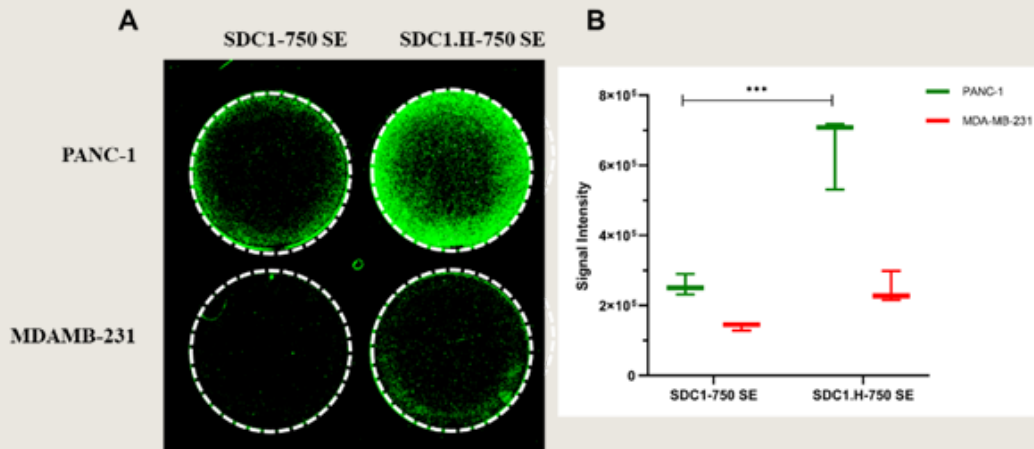 A
SDC1-750 SE SDC1.H-750 SE
PANC-1
MDAMB-231
B
***
PANC-1
MDA-MB-231
Signal Intensity
8×10⁵
6×10⁵
4×10⁵
2×10⁵
0
SDC1-750 SE SDC1.H-750 SE